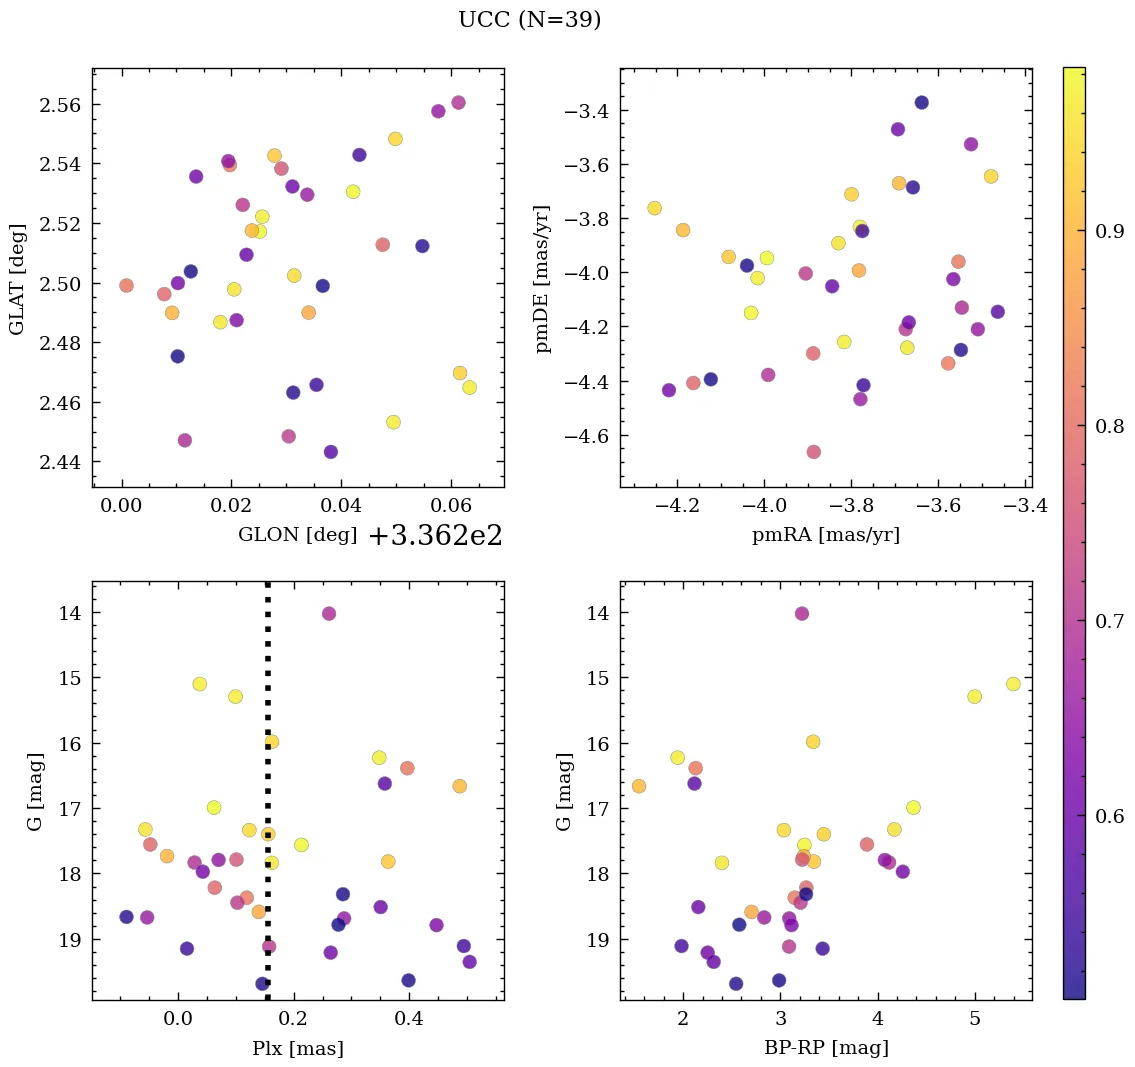 UCC (N=39)
2.56
2.54
2.52
2.50
2.48
2.46
2.44
GLAT [deg]
0.00 0.02 0.04 0.06
GLON [deg] +3.362e2
−3.4
−3.6
−3.8
−4.0
−4.2
−4.4
−4.6
pmDE [mas/yr]
−4.2 −4.0 −3.8 −3.6 −3.4
pmRA [mas/yr]
14
15
16
17
18
19
G [mag]
0.0 0.2 0.4
Plx [mas]
14
15
16
17
18
19
G [mag]
2 3 4 5
BP-RP [mag]
0.9
0.8
0.7
0.6